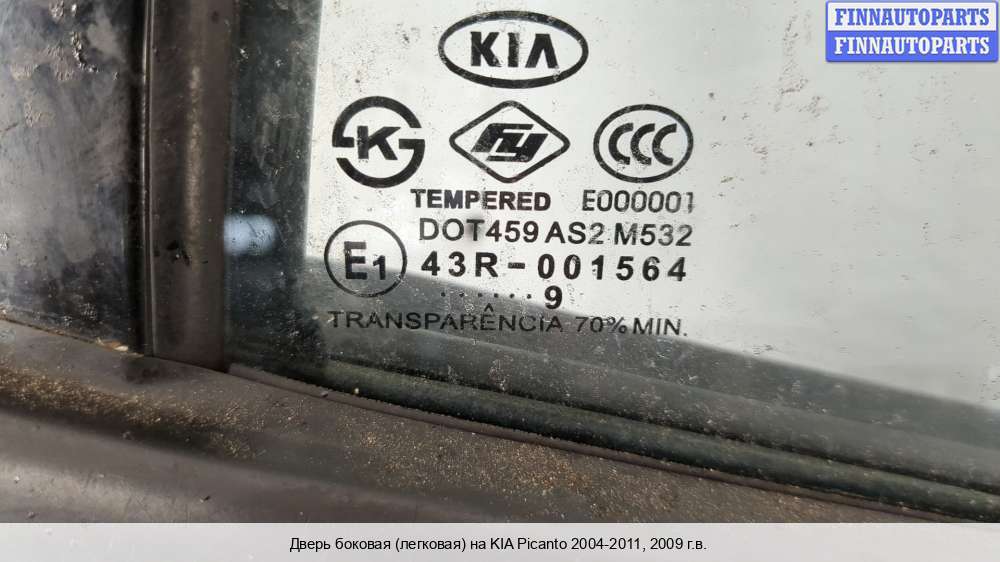 FINNAUTOPARTS
FINNAUTOPARTS
KIA
K S FY CCC
TEMPERED E000001
DOT459 AS2 M532
E1 43R-001564
......9
TRANSPARÊNCIA 70% MIN.
Дверь боковая (легковая) на KIA Picanto 2004-2011, 2009 г.в.